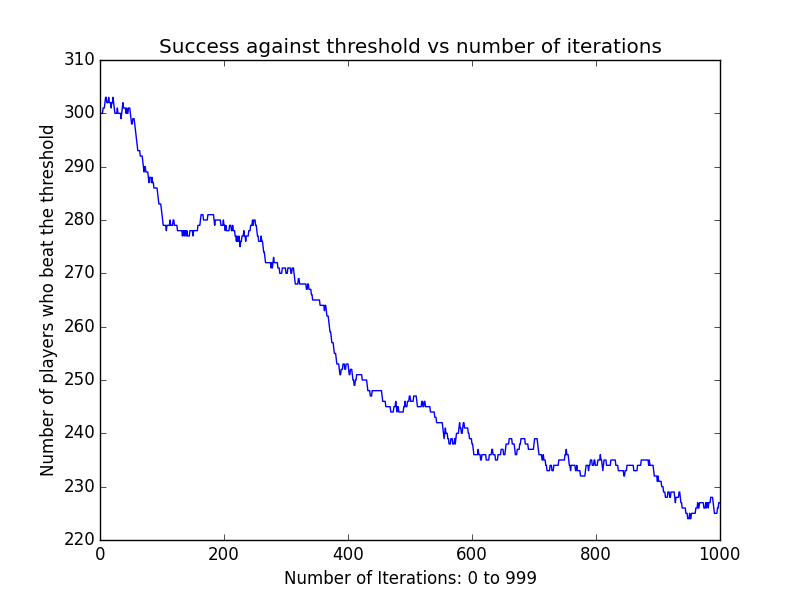 Success against threshold vs number of iterations
310
300
290
280
270
260
250
240
230
220
Number of players who beat the threshold
0 200 400 600 800 1000
Number of Iterations: 0 to 999